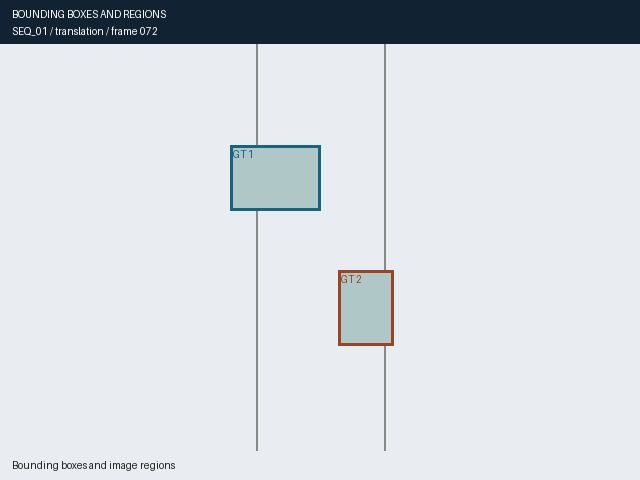 BOUNDING BOXES AND REGIONS
SEQ_01 / translation / frame 072
GT1
GT2
Bounding boxes and image regions